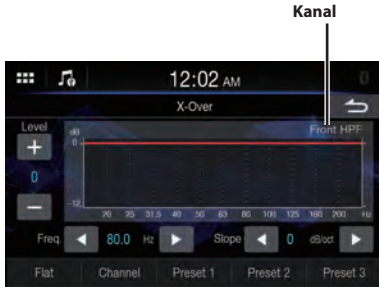 Kanal
12:02 AM
X-Over
Level
dB
Front HPF
0
0
-12
20 25 31.5 40 50 63 80 100 125 160 200 Hz
Freq. 80.0 Hz Slope 0 dB/oct
Flat Channel Preset 1 Preset 2 Preset 3